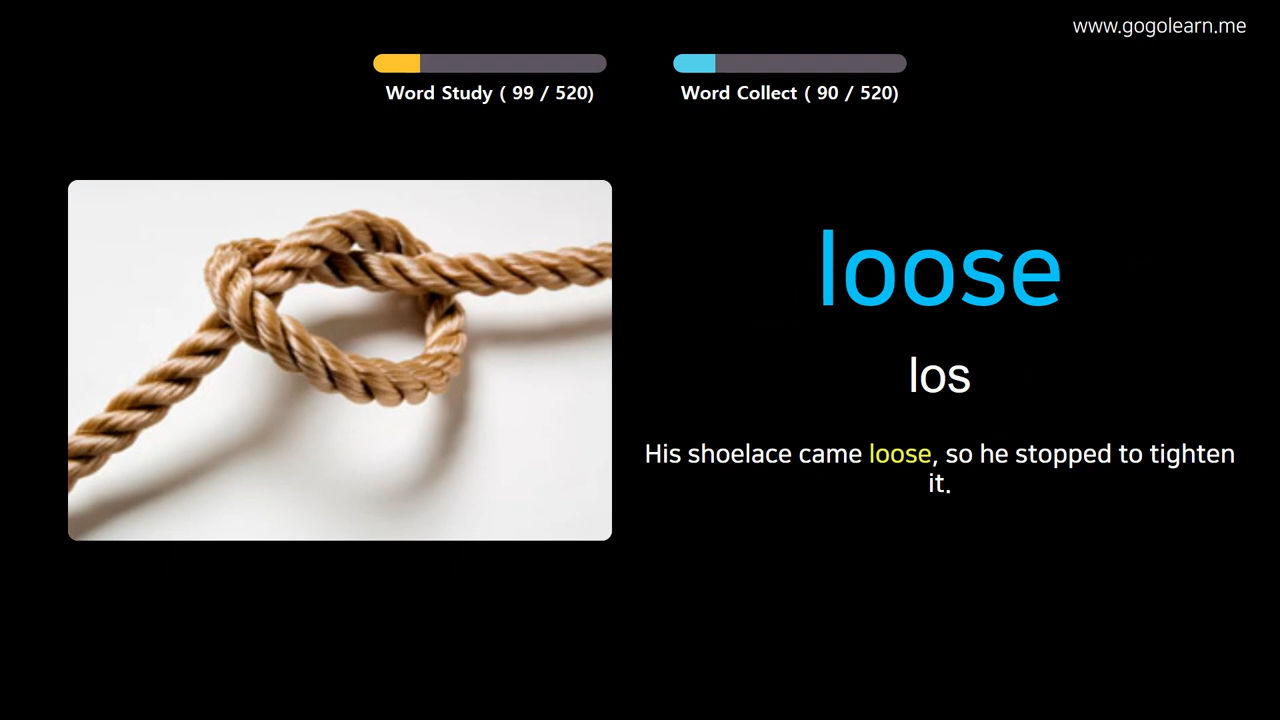 www.gogolearn.me
Word Study ( 99 / 520)
Word Collect ( 90 / 520)
loose
los
His shoelace came loose, so he stopped to tighten
it.